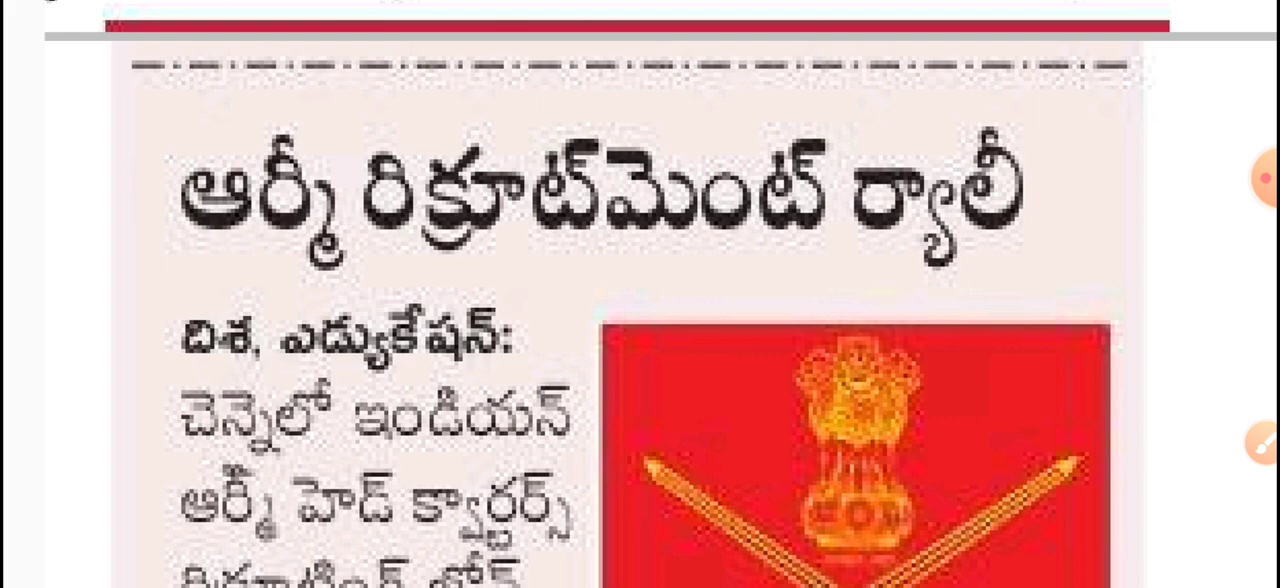 ఆర్మీ రిక్రూట్‌మెంట్ ర్యాలీ
దిశ, ఎడ్యుకేషన్:
చెన్నైలో ఇండియన్
ఆర్మీ హెడ్ క్వార్టర్స్